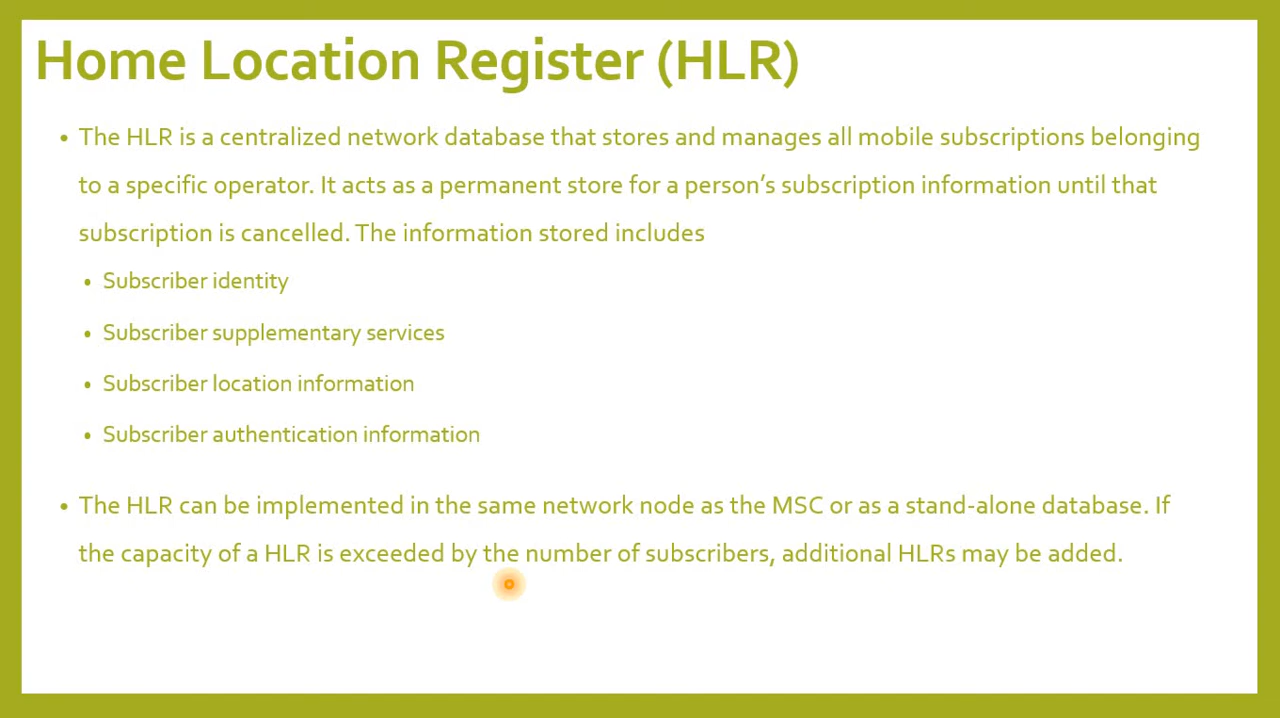 Home Location Register (HLR)
• The HLR is a centralized network database that stores and manages all mobile subscriptions belonging
to a specific operator. It acts as a permanent store for a person’s subscription information until that
subscription is cancelled. The information stored includes
• Subscriber identity
• Subscriber supplementary services
• Subscriber location information
• Subscriber authentication information
• The HLR can be implemented in the same network node as the MSC or as a stand-alone database. If
the capacity of a HLR is exceeded by the number of subscribers, additional HLRs may be added.